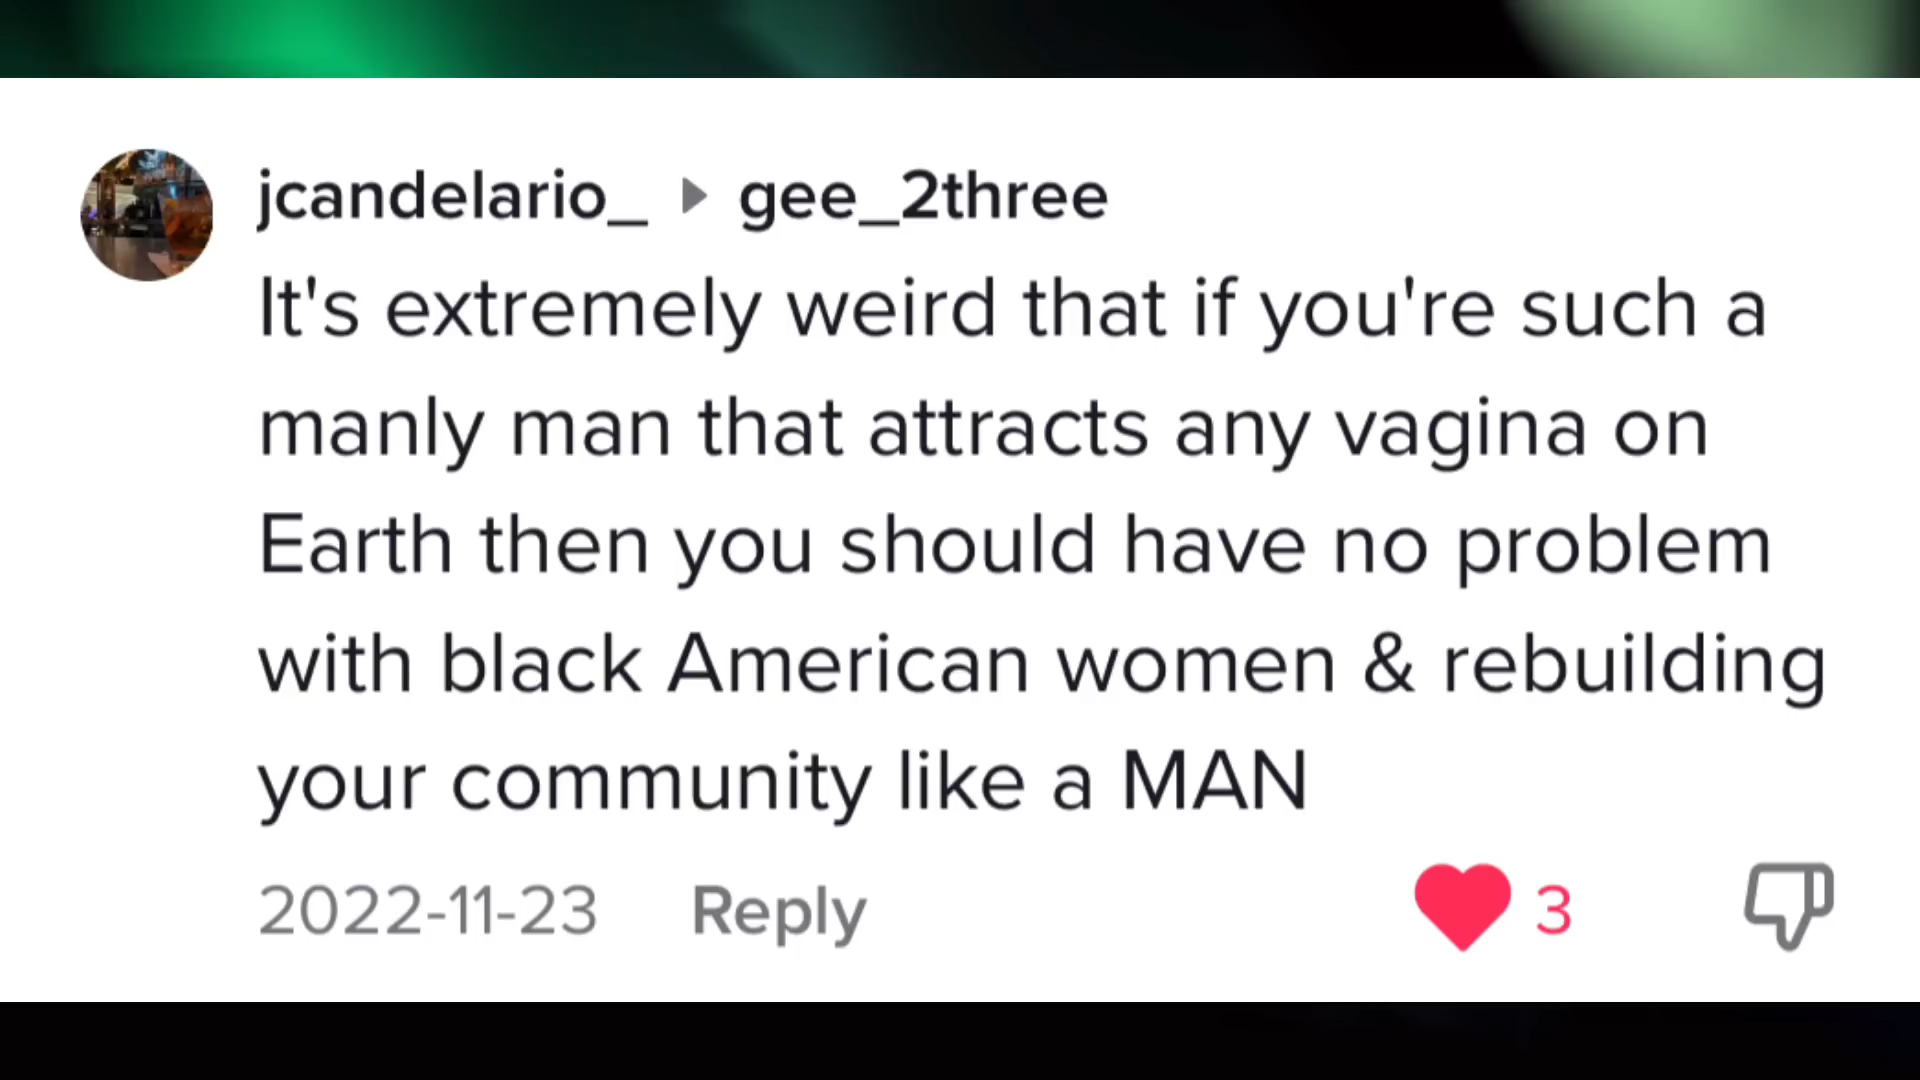 jcandelario_ ▸ gee_2three
It's extremely weird that if you're such a
manly man that attracts any vagina on
Earth then you should have no problem
with black American women & rebuilding
your community like a MAN
2022-11-23 Reply 3